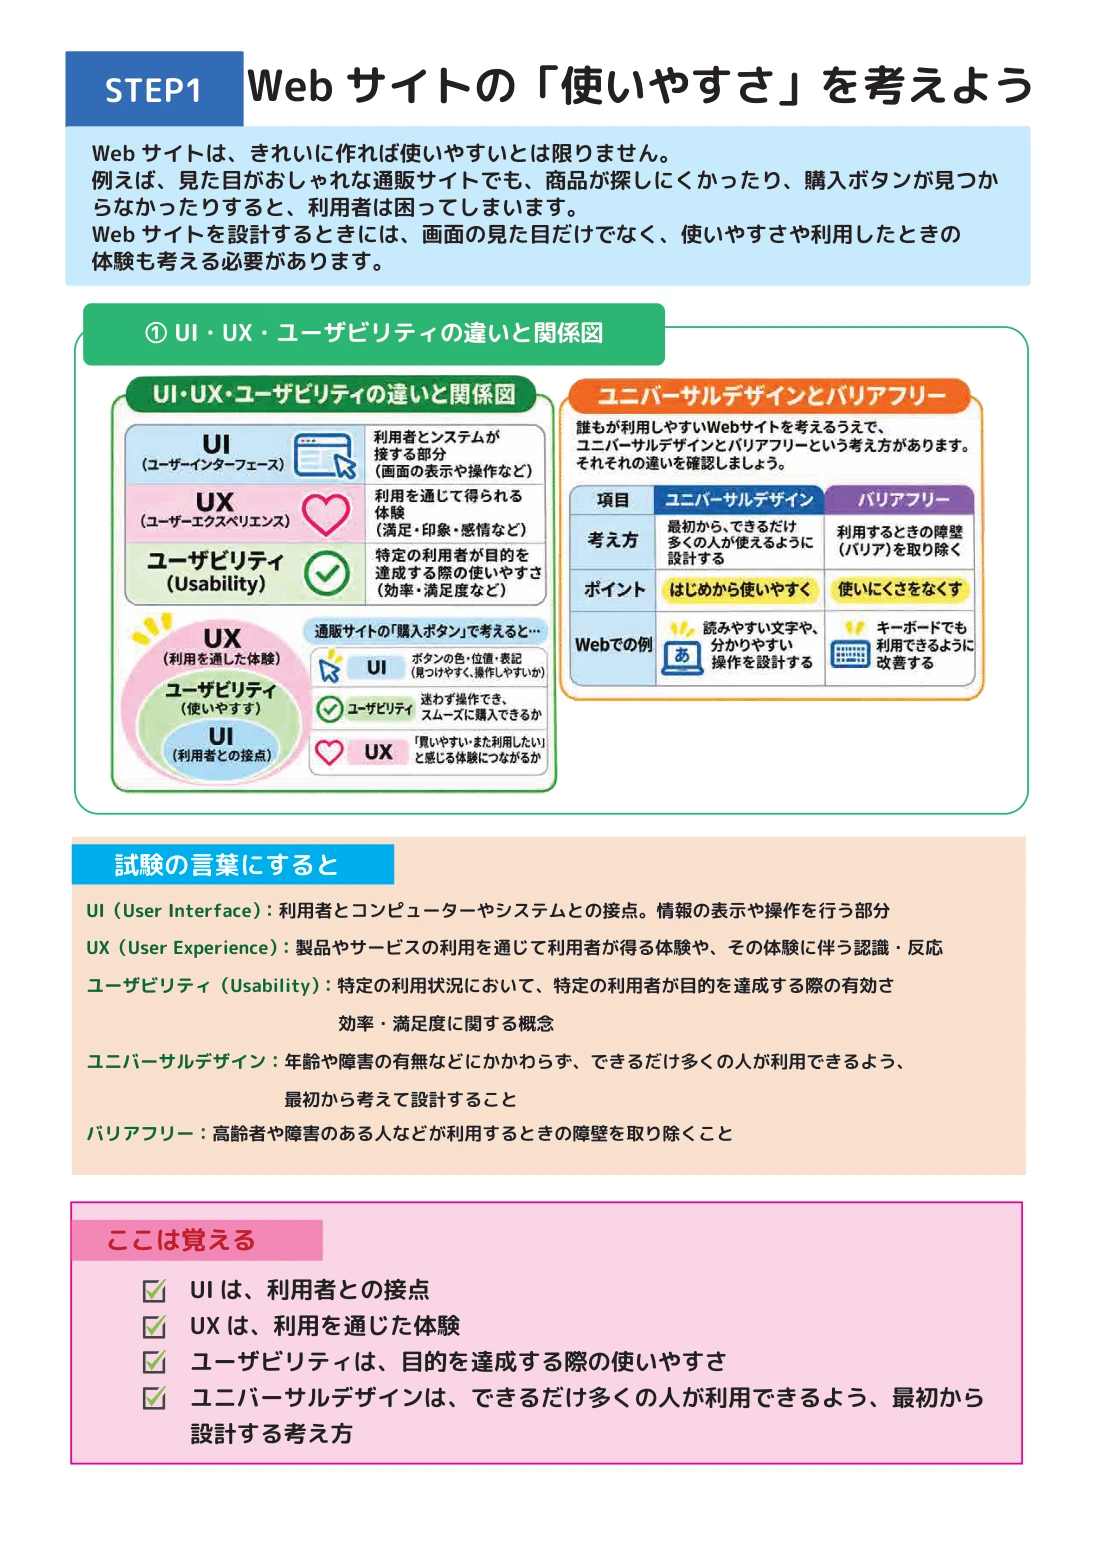 STEP1
Webサイトの「使いやすさ」を考えよう
Webサイトは、きれいに作れば使いやすいとは限りません。
例えば、見た目がおしゃれな通販サイトでも、商品が探しにくかったり、購入ボタンが見つか
らなかったりすると、利用者は困ってしまいます。
Webサイトを設計するときには、画面の見た目だけでなく、使いやすさや利用したときの
体験も考える必要があります。
① UI・UX・ユーザビリティの違いと関係図
UI・UX・ユーザビリティの違いと関係図
UI
(ユーザーインターフェース)
利用者とンステムが
接する部分
(画面の表示や操作など)
UX
(ユーザーエクスペリエンス)
利用を通じて得られる
体験
(満足・印象・感情など)
ユーザビリティ
(Usability)
特定の利用者が目的を
達成する際の使いやすさ
(効率・満足度など)
UX
(利用を通した体験)
ユーザビリティ
(使いやすす)
UI
(利用者との接点)
通販サイトの「購入ボタン」で考えると…
UI
ボタンの色・位値・表記
(見つけやすく、操作しやすいか)
ユーザビリティ
迷わず操作でき、
スムーズに購入できるか
UX
「買いやすい・また利用したい」
と感じる体験につながるか
ユニバーサルデザインとバリアフリー
誰もが利用しやすいWebサイトを考えるうえで、
ユニバーサルデザインとバリアフリーという考え方があります。
それそれの違いを確認しましょう。
項目
ユニバーサルデザイン
バリアフリー
考え方
最初から、できるだけ
多くの人が使えるように
設計する
利用するときの障壁
(バリア)を取り除く
ポイント
はじめから使いやすく
使いにくさをなくす
Webでの例
あ
読みやすい文字や、
分かりやすい
操作を設計する
キーボードでも
利用できるように
改善する
試験の言葉にすると
UI（User Interface）：利用者とコンピューターやシステムとの接点。情報の表示や操作を行う部分
UX（User Experience）：製品やサービスの利用を通じて利用者が得る体験や、その体験に伴う認識・反応
ユーザビリティ（Usability）：特定の利用状況において、特定の利用者が目的を達成する際の有効さ
効率・満足度に関する概念
ユニバーサルデザイン：年齢や障害の有無などにかかわらず、できるだけ多くの人が利用できるよう、
最初から考えて設計すること
バリアフリー：高齢者や障害のある人などが利用するときの障壁を取り除くこと
ここは覚える
UIは、利用者との接点
UXは、利用を通じた体験
ユーザビリティは、目的を達成する際の使いやすさ
ユニバーサルデザインは、できるだけ多くの人が利用できるよう、最初から
設計する考え方